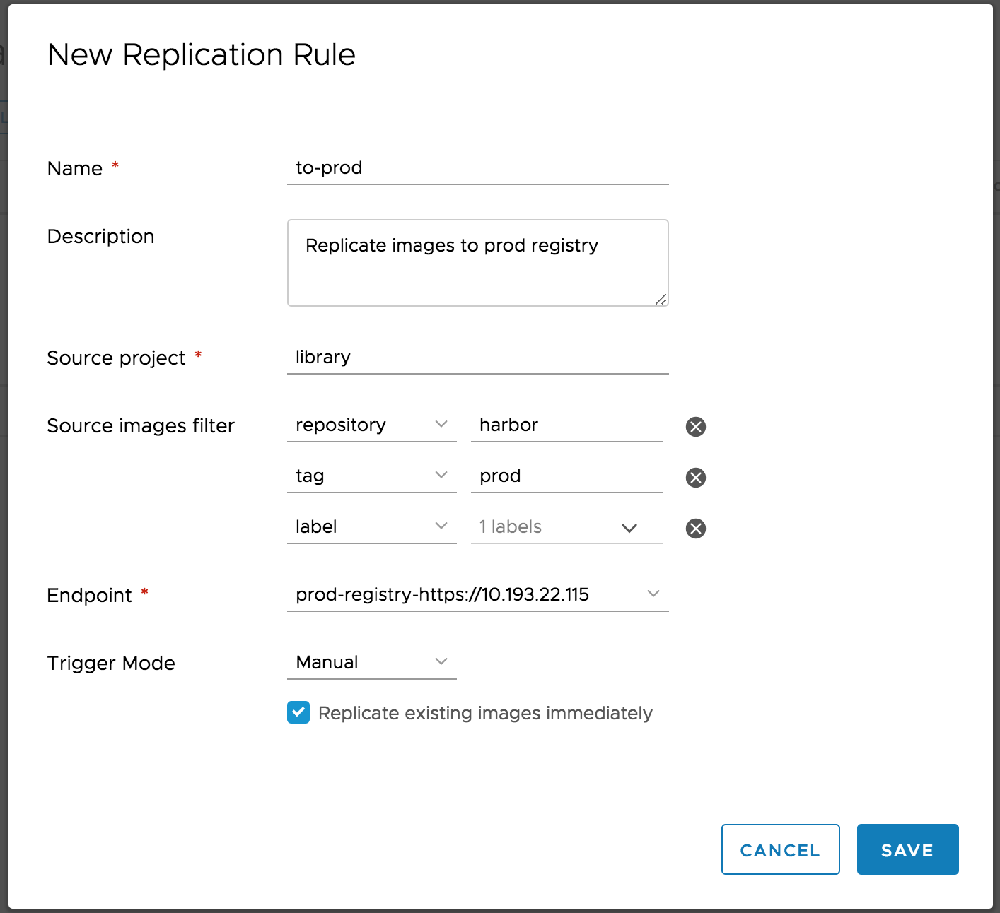 New Replication Rule
Name *
to-prod
Description
Replicate images to prod registry
Source project *
library
Source images filter
repository
harbor
tag
prod
label
1 labels
Endpoint *
prod-registry-https://10.193.22.115
Trigger Mode
Manual
Replicate existing images immediately
CANCEL
SAVE